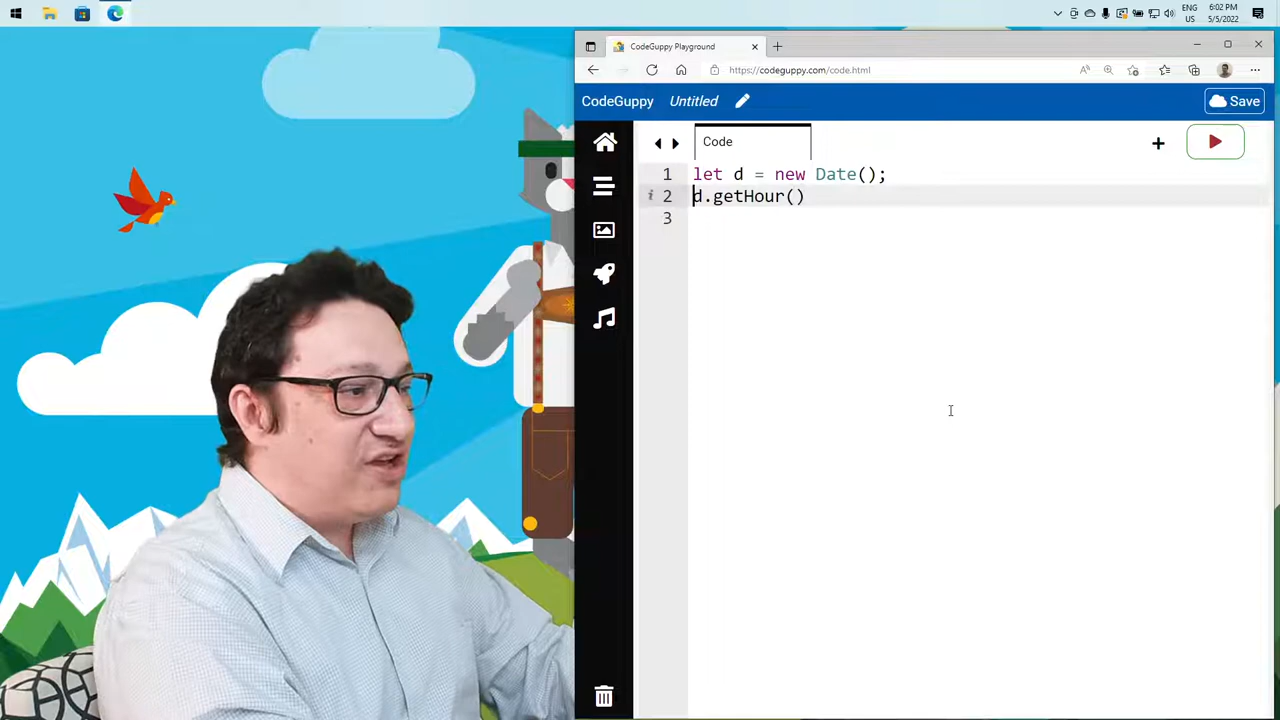 ENG
US
6:02 PM
5/5/2022
CodeGuppy Playground
https://codeguppy.com/code.html
CodeGuppy Untitled Save
Code
1 let d = new Date();
2 d.getHour()
3